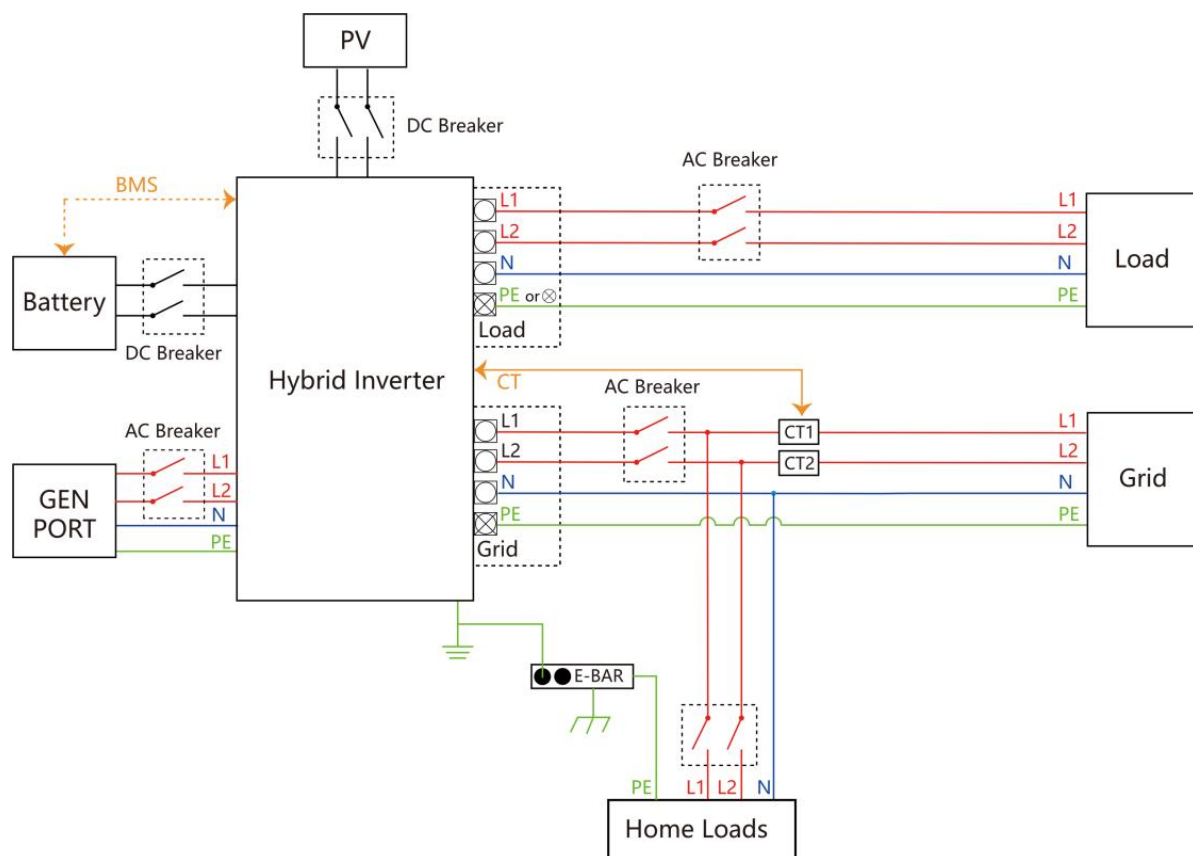 PV
DC Breaker
BMS
AC Breaker
L1
L1
L2
L2
Battery
N
N
Load
PE or ⊗
PE
Load
DC Breaker
Hybrid Inverter
CT
AC Breaker
AC Breaker
L1
CT1
L1
L1
L2
CT2
L2
GEN
PORT
L2
N
N
Grid
N
PE
PE
PE
Grid
E-BAR
PE
L1
L2
N
Home Loads